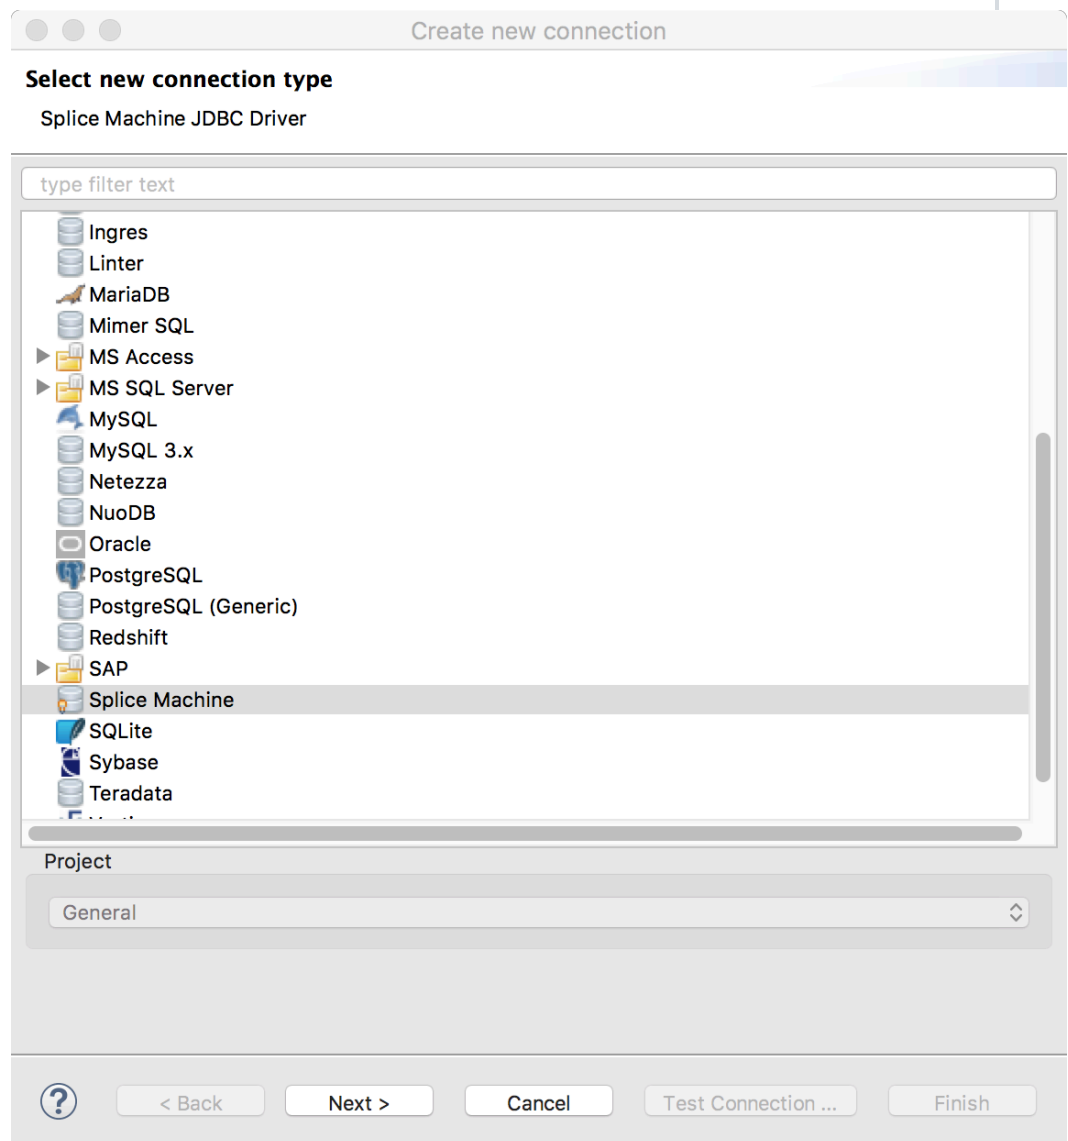 Create new connection
Select new connection type
Splice Machine JDBC Driver
type filter text
Ingres
Linter
MariaDB
Mimer SQL
MS Access
MS SQL Server
MySQL
MySQL 3.x
Netezza
NuoDB
Oracle
PostgreSQL
PostgreSQL (Generic)
Redshift
SAP
Splice Machine
SQLite
Sybase
Teradata
Project
General
? < Back Next > Cancel Test Connection ... Finish